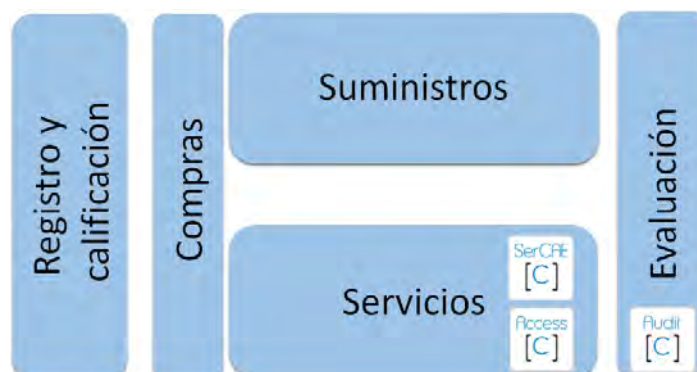 Registro y
calificación
Compras
Suministros
Servicios
SerCAE
[C]
Access
[C]
Evaluación
Audit
[C]